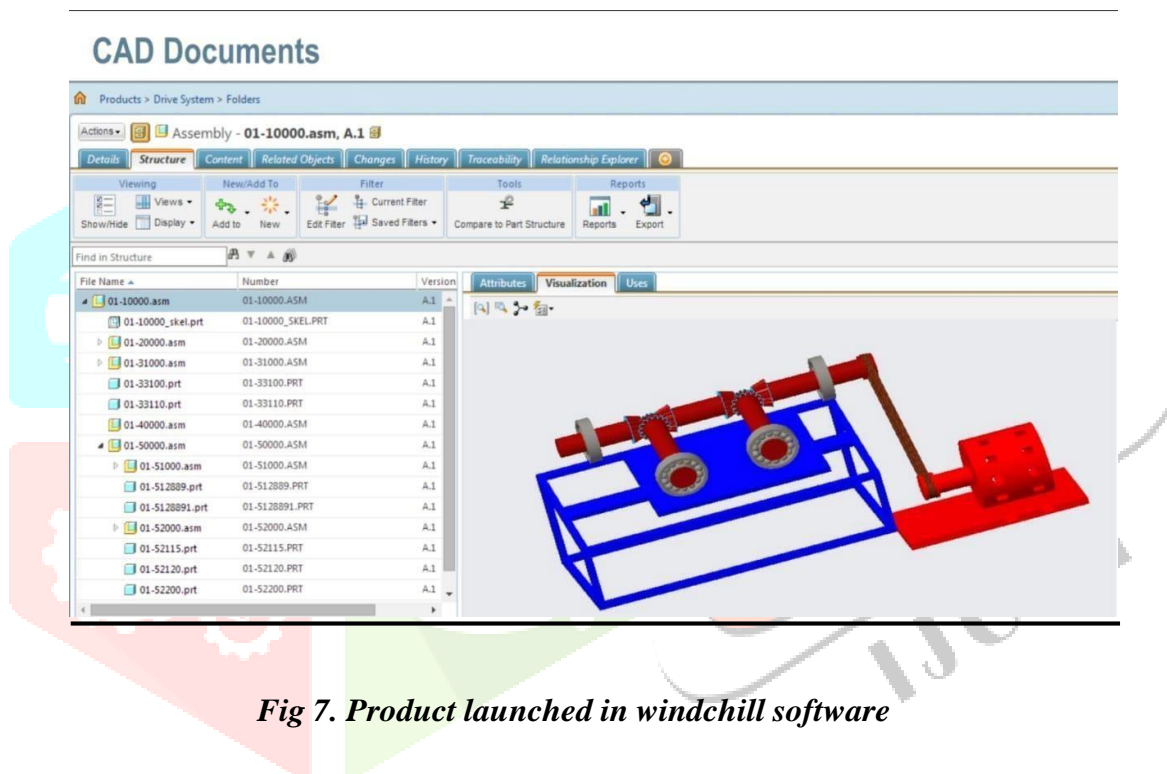 CAD Documents
Products > Drive System > Folders
Actions Assembly - 01-10000.asm, A.1
Details Structure Content Related Objects Changes History Traceability Relationship Explorer
Viewing New/Add To Filter Tools Reports
Show/Hide Views Display Add to New Edit Filter Current Filter Saved Filters Compare to Part Structure Reports Export
Find in Structure
File Name Number Version Attributes Visualization Uses
01-10000.asm 01-10000.ASM A.1
01-10000_skel.prt 01-10000_SKEL.PRT A.1
01-20000.asm 01-20000.ASM A.1
01-31000.asm 01-31000.ASM A.1
01-33100.prt 01-33100.PRT A.1
01-33110.prt 01-33110.PRT A.1
01-40000.asm 01-40000.ASM A.1
01-50000.asm 01-50000.ASM A.1
01-51000.asm 01-51000.ASM A.1
01-512889.prt 01-512889.PRT A.1
01-5128891.prt 01-5128891.PRT A.1
01-52000.asm 01-52000.ASM A.1
01-52115.prt 01-52115.PRT A.1
01-52120.prt 01-52120.PRT A.1
01-52200.prt 01-52200.PRT A.1
Fig 7. Product launched in windchill software